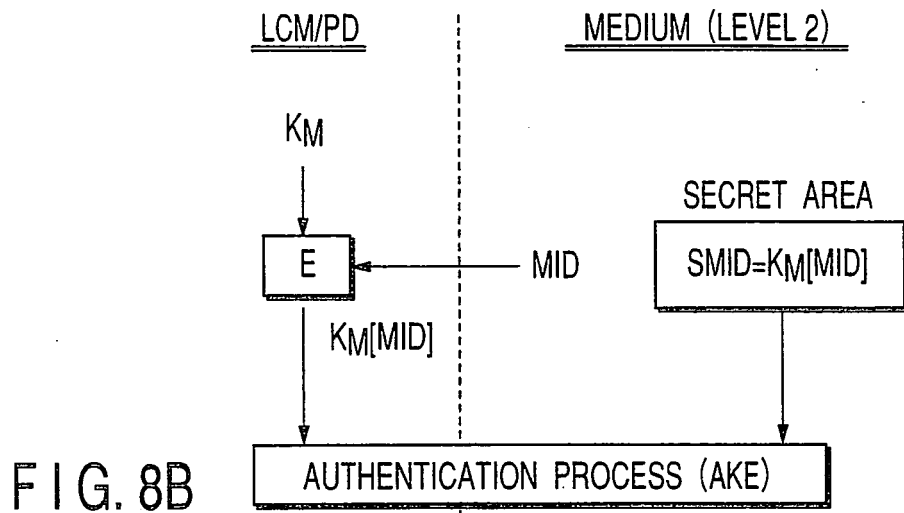 LCM/PD
MEDIUM (LEVEL 2)
KM
SECRET AREA
E
MID
SMID=KM[MID]
KM[MID]
AUTHENTICATION PROCESS (AKE)
FIG. 8B